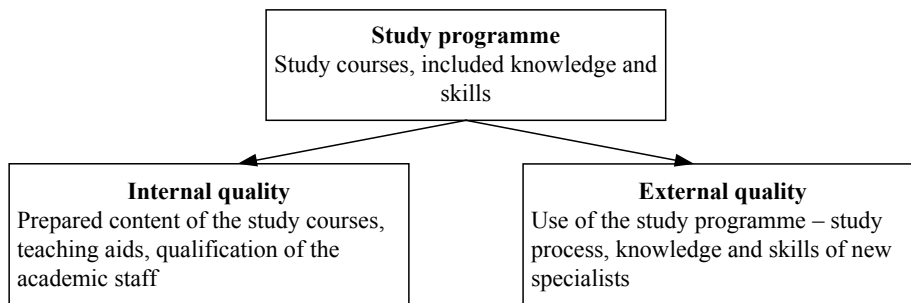 Study programme
Study courses, included knowledge and
skills
Internal quality
Prepared content of the study courses,
teaching aids, qualification of the
academic staff
External quality
Use of the study programme – study
process, knowledge and skills of new
specialists